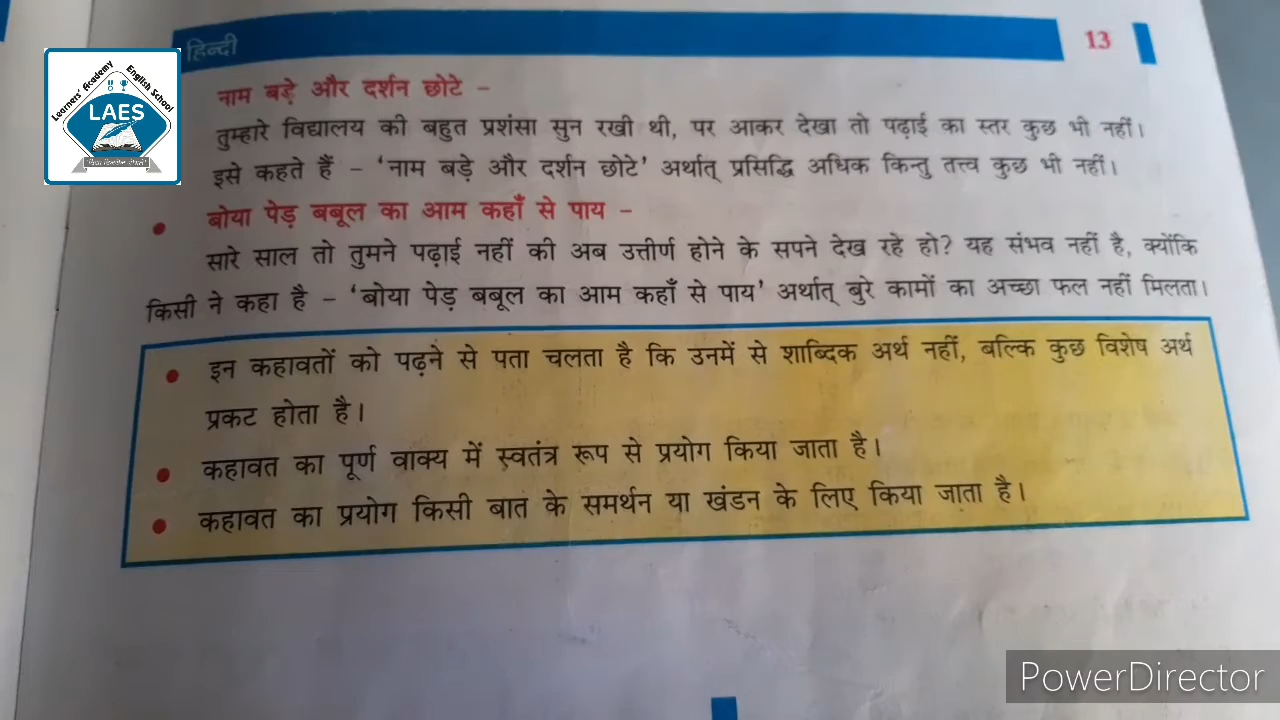 हिन्दी
13
Learners' Academy English School
LAES
नाम बड़े और दर्शन छोटे –
तुम्हारे विद्यालय की बहुत प्रशंसा सुन रखी थी, पर आकर देखा तो पढ़ाई का स्तर कुछ भी नहीं।
इसे कहते हैं – 'नाम बड़े और दर्शन छोटे' अर्थात् प्रसिद्धि अधिक किन्तु तत्त्व कुछ भी नहीं।
• बोया पेड़ बबूल का आम कहाँ से पाय –
सारे साल तो तुमने पढ़ाई नहीं की अब उत्तीर्ण होने के सपने देख रहे हो? यह संभव नहीं है, क्योंकि
किसी ने कहा है – 'बोया पेड़ बबूल का आम कहाँ से पाय' अर्थात् बुरे कामों का अच्छा फल नहीं मिलता।
• इन कहावतों को पढ़ने से पता चलता है कि उनमें से शाब्दिक अर्थ नहीं, बल्कि कुछ विशेष अर्थ
प्रकट होता है।
• कहावत का पूर्ण वाक्य में स्वतंत्र रूप से प्रयोग किया जाता है।
• कहावत का प्रयोग किसी बात के समर्थन या खंडन के लिए किया जाता है।
PowerDirector